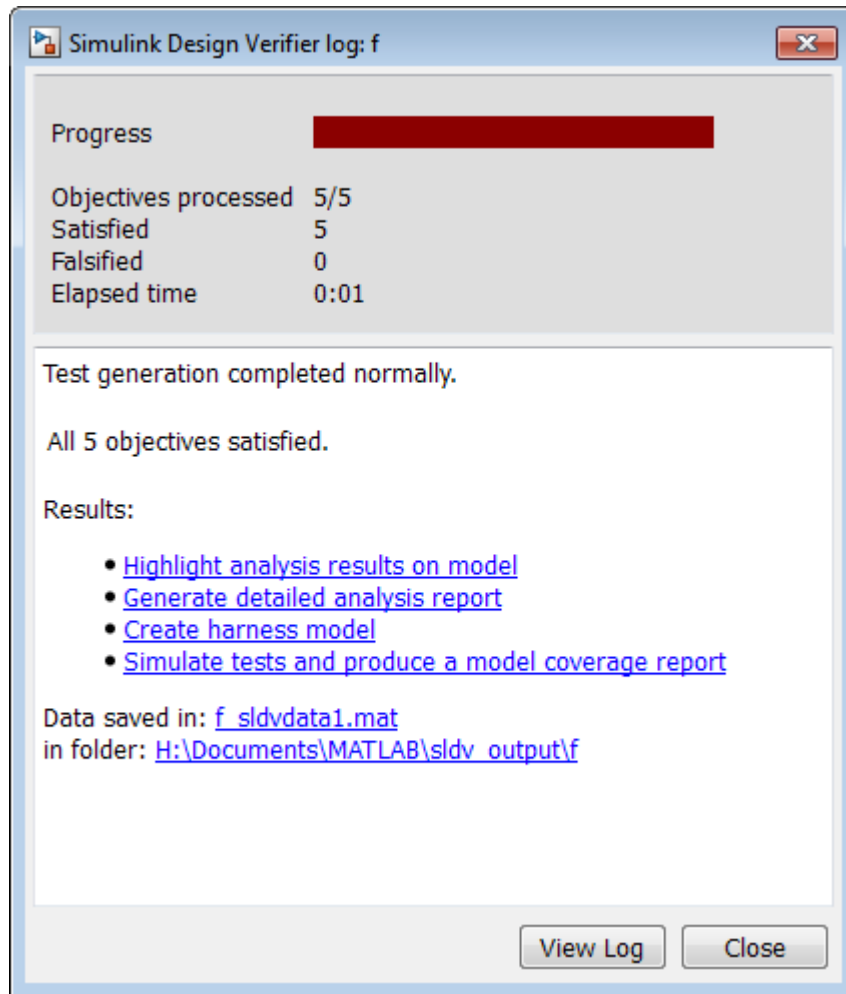 Simulink Design Verifier log: f
Progress
Objectives processed 5/5
Satisfied 5
Falsified 0
Elapsed time 0:01
Test generation completed normally.
All 5 objectives satisfied.
Results:
• Highlight analysis results on model
• Generate detailed analysis report
• Create harness model
• Simulate tests and produce a model coverage report
Data saved in: f_sldvdata1.mat
in folder: H:\Documents\MATLAB\sldv_output\f
View Log Close